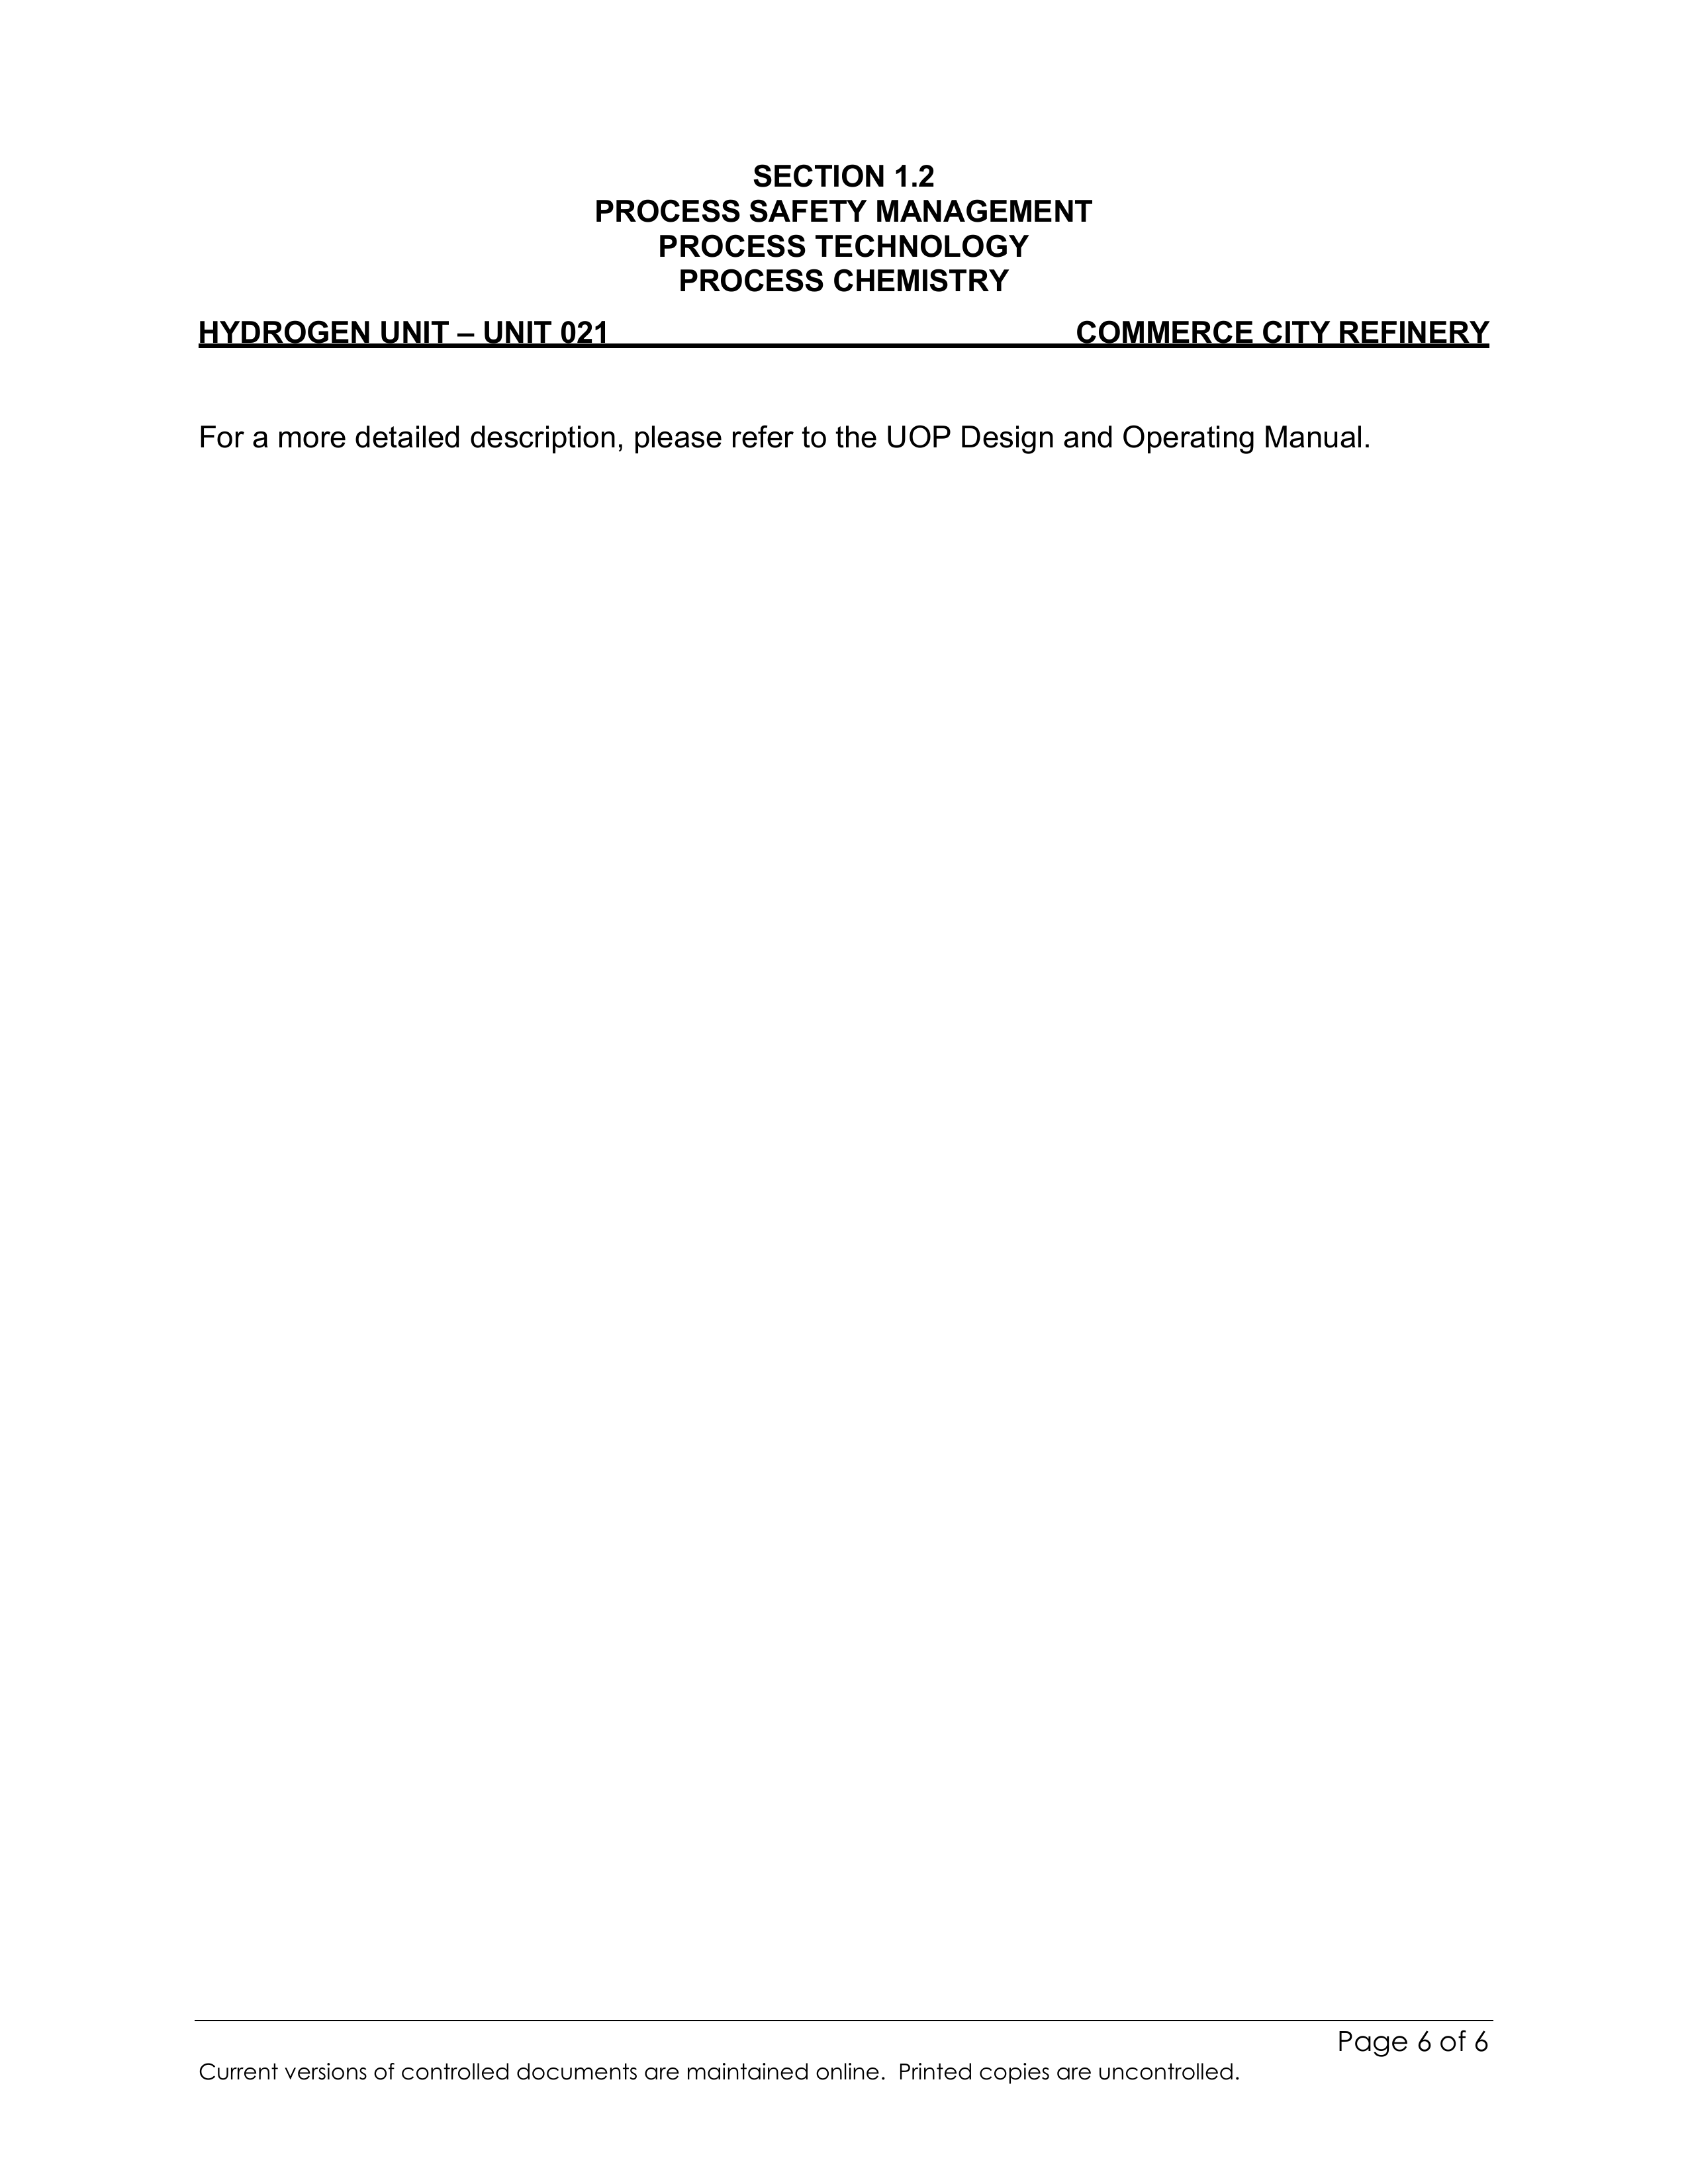 SECTION 1.2
PROCESS SAFETY MANAGEMENT
PROCESS TECHNOLOGY
PROCESS CHEMISTRY
HYDROGEN UNIT – UNIT 021 COMMERCE CITY REFINERY
For a more detailed description, please refer to the UOP Design and Operating Manual.
Page 6 of 6
Current versions of controlled documents are maintained online. Printed copies are uncontrolled.